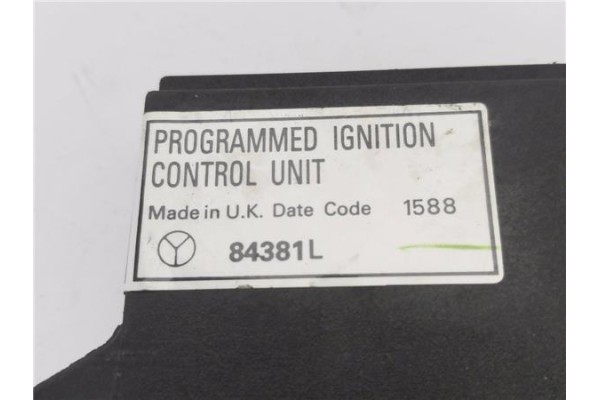 PROGRAMMED IGNITION
CONTROL UNIT
Made in U.K. Date Code 1588
84381L